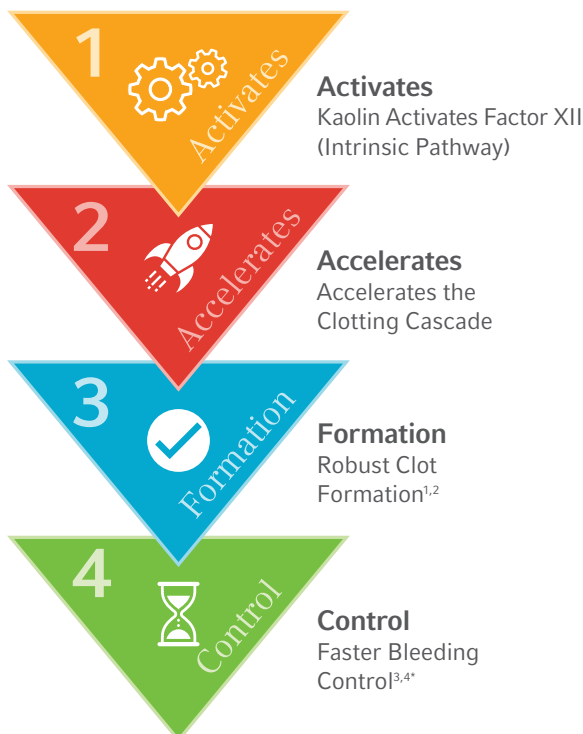 1
Activates
Activates
Kaolin Activates Factor XII
(Intrinsic Pathway)
2
Accelerates
Accelerates
Accelerates the
Clotting Cascade
3
Formation
Formation
Robust Clot
Formation1,2
4
Control
Control
Faster Bleeding
Control3,4*